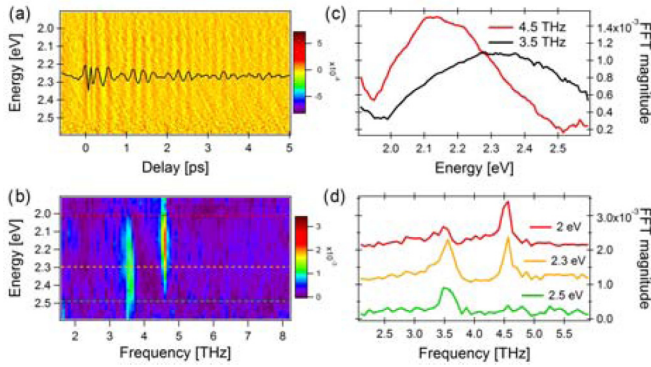 (a)
Energy [eV]
1.9
2.0
2.1
2.2
2.3
2.4
2.5
0
1
2
3
4
5
Delay [ps]
5
0
-5
(c)
4.5 THz
3.5 THz
1.4x10-3
1.2
1.0
0.8
0.6
0.4
0.2
FFT
magnitude
2.0
2.1
2.2
2.3
2.4
2.5
Energy [eV]
(b)
Energy [eV]
2.0
2.1
2.2
2.3
2.4
2.5
2
3
4
5
6
7
8
Frequency [THz]
3
2
1
0
(d)
2 eV
2.3 eV
2.5 eV
3.0x10-3
2.0
1.0
0.0
FFT
magnitude
2.5
3.0
3.5
4.0
4.5
5.0
5.5
Frequency [THz]